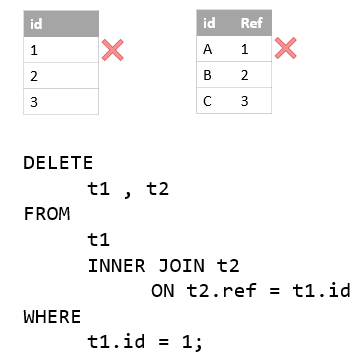 id
1
2
3
id Ref
A 1
B 2
C 3
DELETE
t1 , t2
FROM
t1
INNER JOIN t2
ON t2.ref = t1.id
WHERE
t1.id = 1;